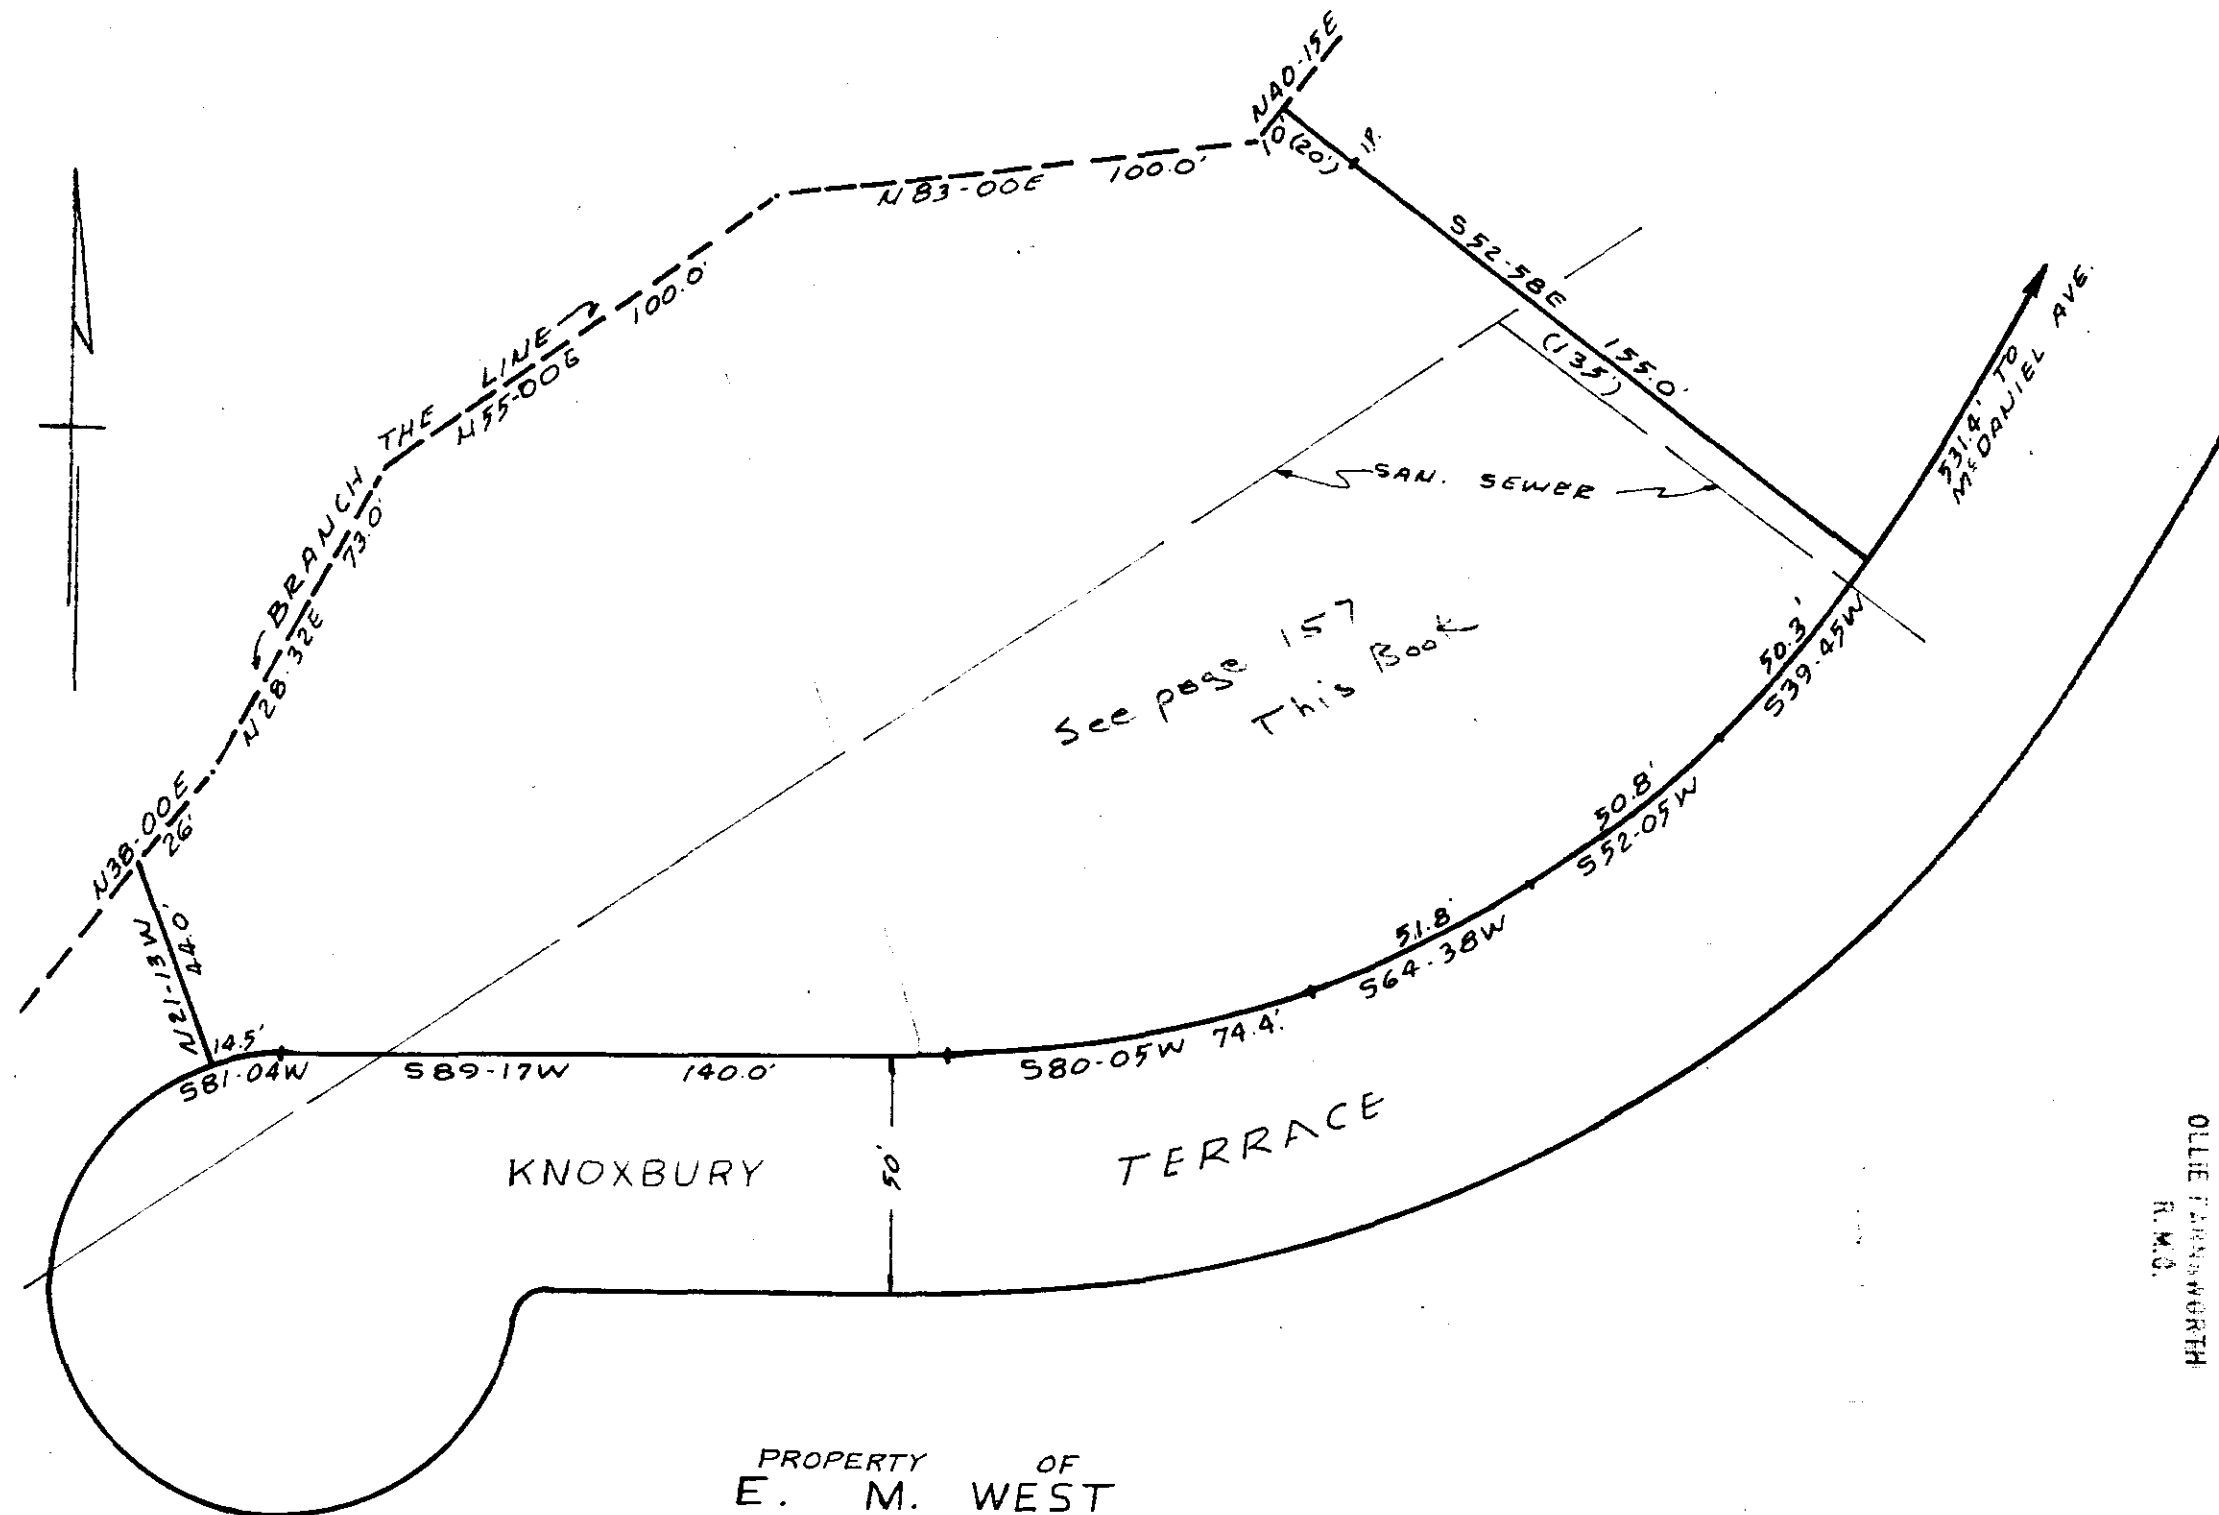 N40-15E
10' (20')
I.P.
N83-00E 100.0'
S52-58E 155.0'
(135')
THE LINE
N55-00E 100.0'
BRANCH
N28-32E 73.0'
N38-00E
26'
N21-13W
44.0'
SAN. SEWER
531.4' TO
McDANIEL AVE.
See page 157
This Book
50.3'
S39-45W
50.8'
S52-05W
51.8'
S64-38W
S80-05W 74.4'
S89-17W 140.0'
14.5'
S81-04W
50'
KNOXBURY TERRACE
PROPERTY OF
E. M. WEST
OLLIE FARNSWORTH
R.M.C.